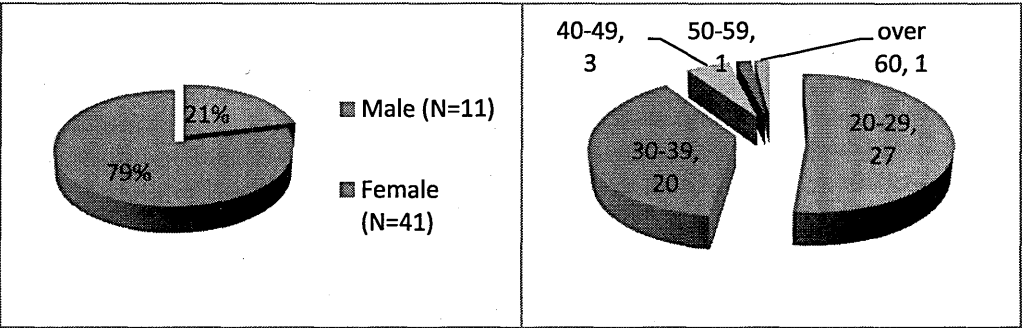 21%
79%
Male (N=11)
Female
(N=41)
40-49,
3
50-59,
1
over
60, 1
20-29,
27
30-39,
20